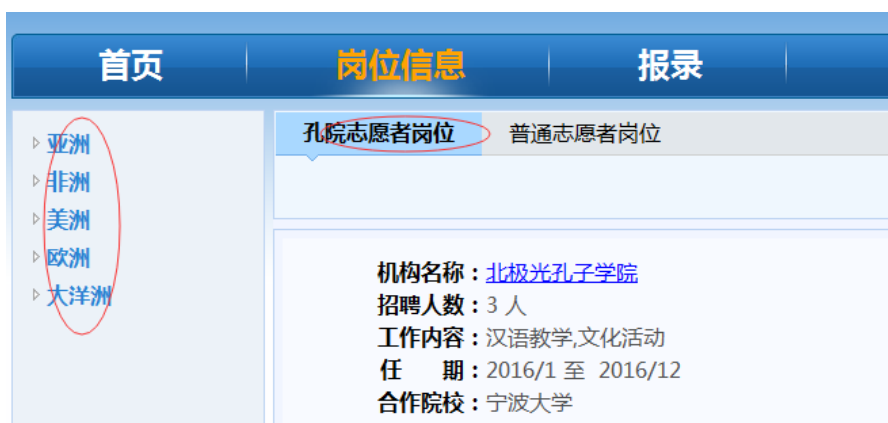 首页 岗位信息 报录
亚洲
非洲
美洲
欧洲
大洋洲
孔院志愿者岗位 普通志愿者岗位
机构名称：北极光孔子学院
招聘人数：3 人
工作内容：汉语教学,文化活动
任 期：2016/1 至 2016/12
合作院校：宁波大学